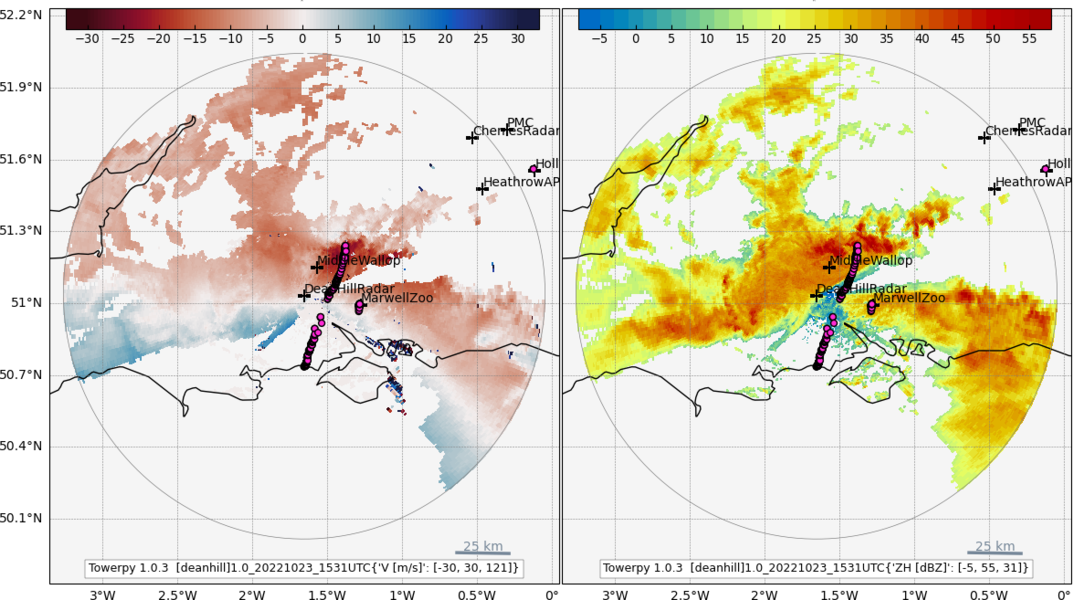 52.2°N
−30 −25 −20 −15 −10 −5 0 5 10 15 20 25 30
−5 0 5 10 15 20 25 30 35 40 45 50 55
51.9°N
PMC
PMC
CheniesRadar
ChenesRadar
51.6°N
Holl
Holl
HeathrowAP
HeathrowAP
51.3°N
MiddleWallop
MiddleWallop
DeanHillRadar
DeanHillRadar
51°N
MarwellZoo
MarwellZoo
50.7°N
50.4°N
50.1°N
25 km
25 km
Towerpy 1.0.3 [deanhill]1.0_20221023_1531UTC{'V [m/s]': [-30, 30, 121]}
Towerpy 1.0.3 [deanhill]1.0_20221023_1531UTC{'ZH [dBZ]': [-5, 55, 31]}
3°W 2.5°W 2°W 1.5°W 1°W 0.5°W 0°
3°W 2.5°W 2°W 1.5°W 1°W 0.5°W 0°